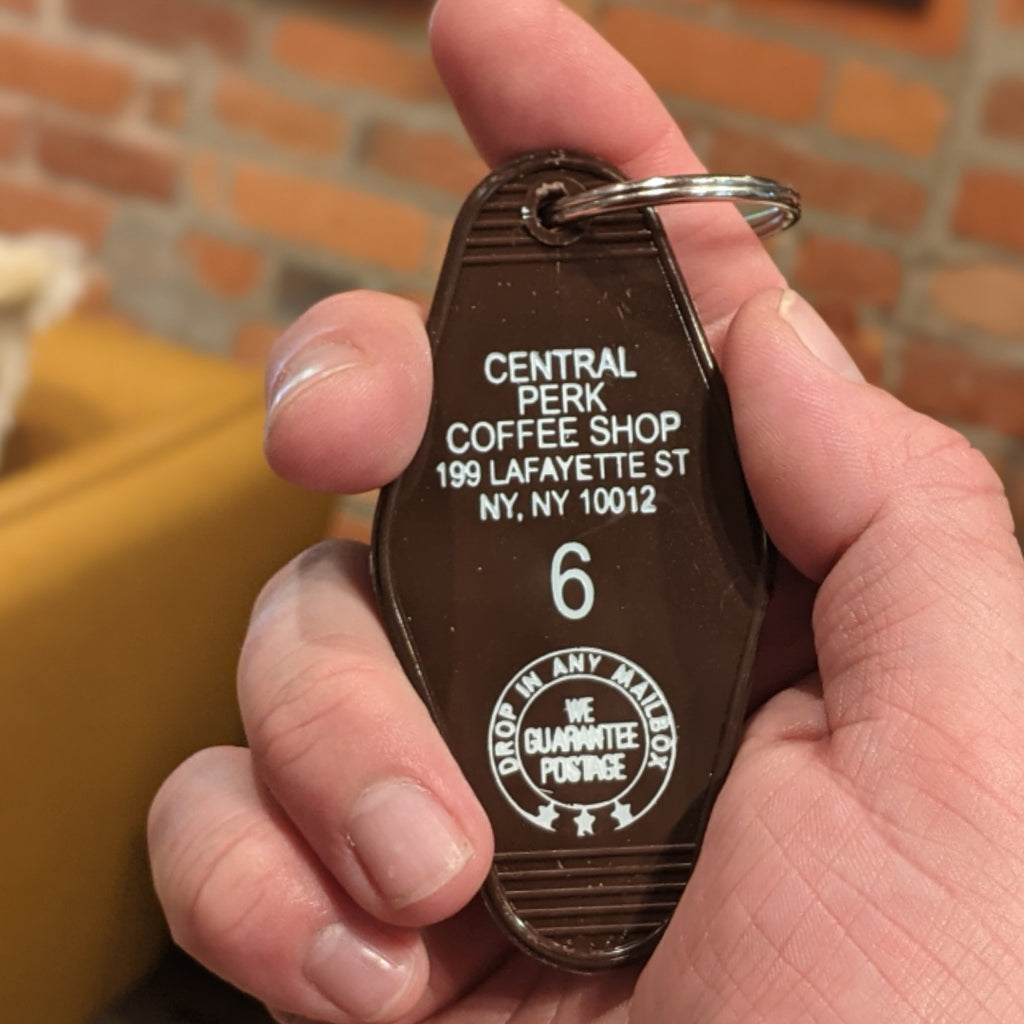 CENTRAL
PERK
COFFEE SHOP
199 LAFAYETTE ST
NY, NY 10012
6
DROP IN ANY MAILBOX
WE
GUARANTEE
POSTAGE